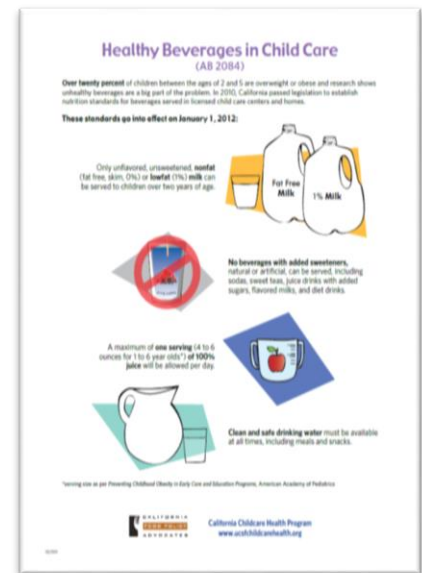 Healthy Beverages in Child Care
(AB 2084)
Over twenty percent of children between the ages of 2 and 5 are overweight or obese and research shows
unhealthy beverages are a big part of the problem. In 2010, California passed legislation to establish
nutrition standards for beverages served in licensed child care centers and homes.
These standards go into effect on January 1, 2012:
Only unflavored, unsweetened, nonfat
(fat free, skim, 0%) or lowfat (1%) milk can
be served to children over two years of age.
Fat Free
Milk
1% Milk
No beverages with added sweeteners,
natural or artificial, can be served, including
sodas, sweet teas, juice drinks with added
sugars, flavored milks, and diet drinks.
A maximum of one serving (4 to 6
ounces for 1 to 6 year olds*) of 100%
juice will be allowed per day.
Clean and safe drinking water must be available
at all times, including meals and snacks.
*serving size as per Preventing Childhood Obesity in Early Care and Education Programs, American Academy of Pediatrics
CALIFORNIA
FOOD POLICY
ADVOCATES
California Childcare Health Program
www.ucsfchildcarehealth.org